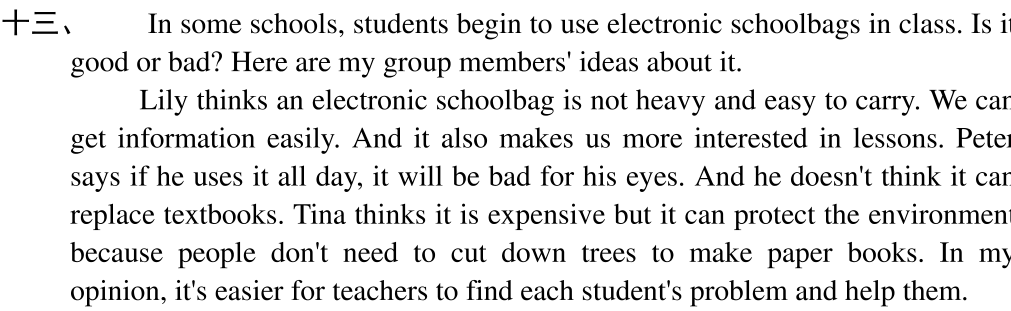 十三、 In some schools, students begin to use electronic schoolbags in class. Is it
good or bad? Here are my group members' ideas about it.
Lily thinks an electronic schoolbag is not heavy and easy to carry. We can
get information easily. And it also makes us more interested in lessons. Peter
says if he uses it all day, it will be bad for his eyes. And he doesn't think it can
replace textbooks. Tina thinks it is expensive but it can protect the environment
because people don't need to cut down trees to make paper books. In my
opinion, it's easier for teachers to find each student's problem and help them.